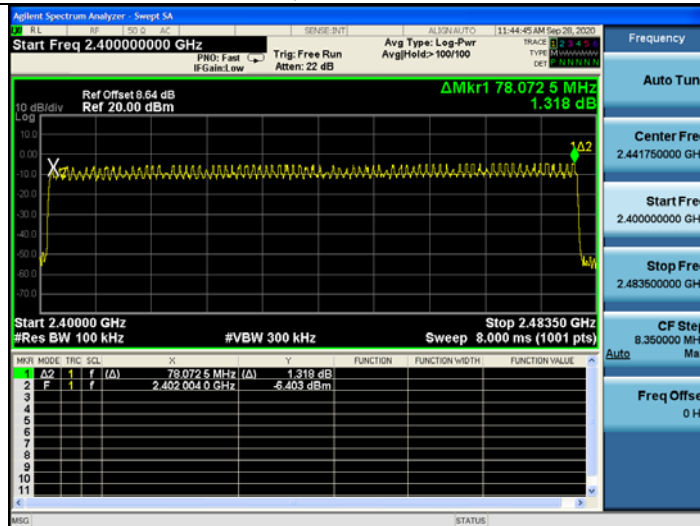 Agilent Spectrum Analyzer - Swept SA
RL RF 50 Ω AC SENSE:INT ALIGN AUTO 11:44:45 AM Sep 28, 2020
Start Freq 2.400000000 GHz
PNO: Fast
IFGain:Low
Trig: Free Run
Atten: 22 dB
Avg Type: Log-Pwr
Avg|Hold:>100/100
TRACE 1 2 3 4 5 6
TYPE MWWWWW
DET P N N N N N
Ref Offset 8.64 dB
10 dB/div Ref 20.00 dBm
Log
ΔMkr1 78.072 5 MHz
1.318 dB
10.0
0.00
-10.0
-20.0
-30.0
-40.0
-50.0
-60.0
-70.0
X2
1Δ2
Start 2.40000 GHz Stop 2.48350 GHz
#Res BW 100 kHz #VBW 300 kHz Sweep 8.000 ms (1001 pts)
MKR MODE TRC SCL X Y FUNCTION FUNCTION WIDTH FUNCTION VALUE
1 Δ2 1 f (Δ) 78.072 5 MHz (Δ) 1.318 dB
2 F 1 f 2.402 004 0 GHz -6.403 dBm
3
4
5
6
7
8
9
10
11
MSG STATUS
Frequency
Auto Tun
Center Fre
2.441750000 GH
Start Fre
2.400000000 GH
Stop Fre
2.483500000 GH
CF Step
8.350000 MH
Auto Ma
Freq Offse
0 H